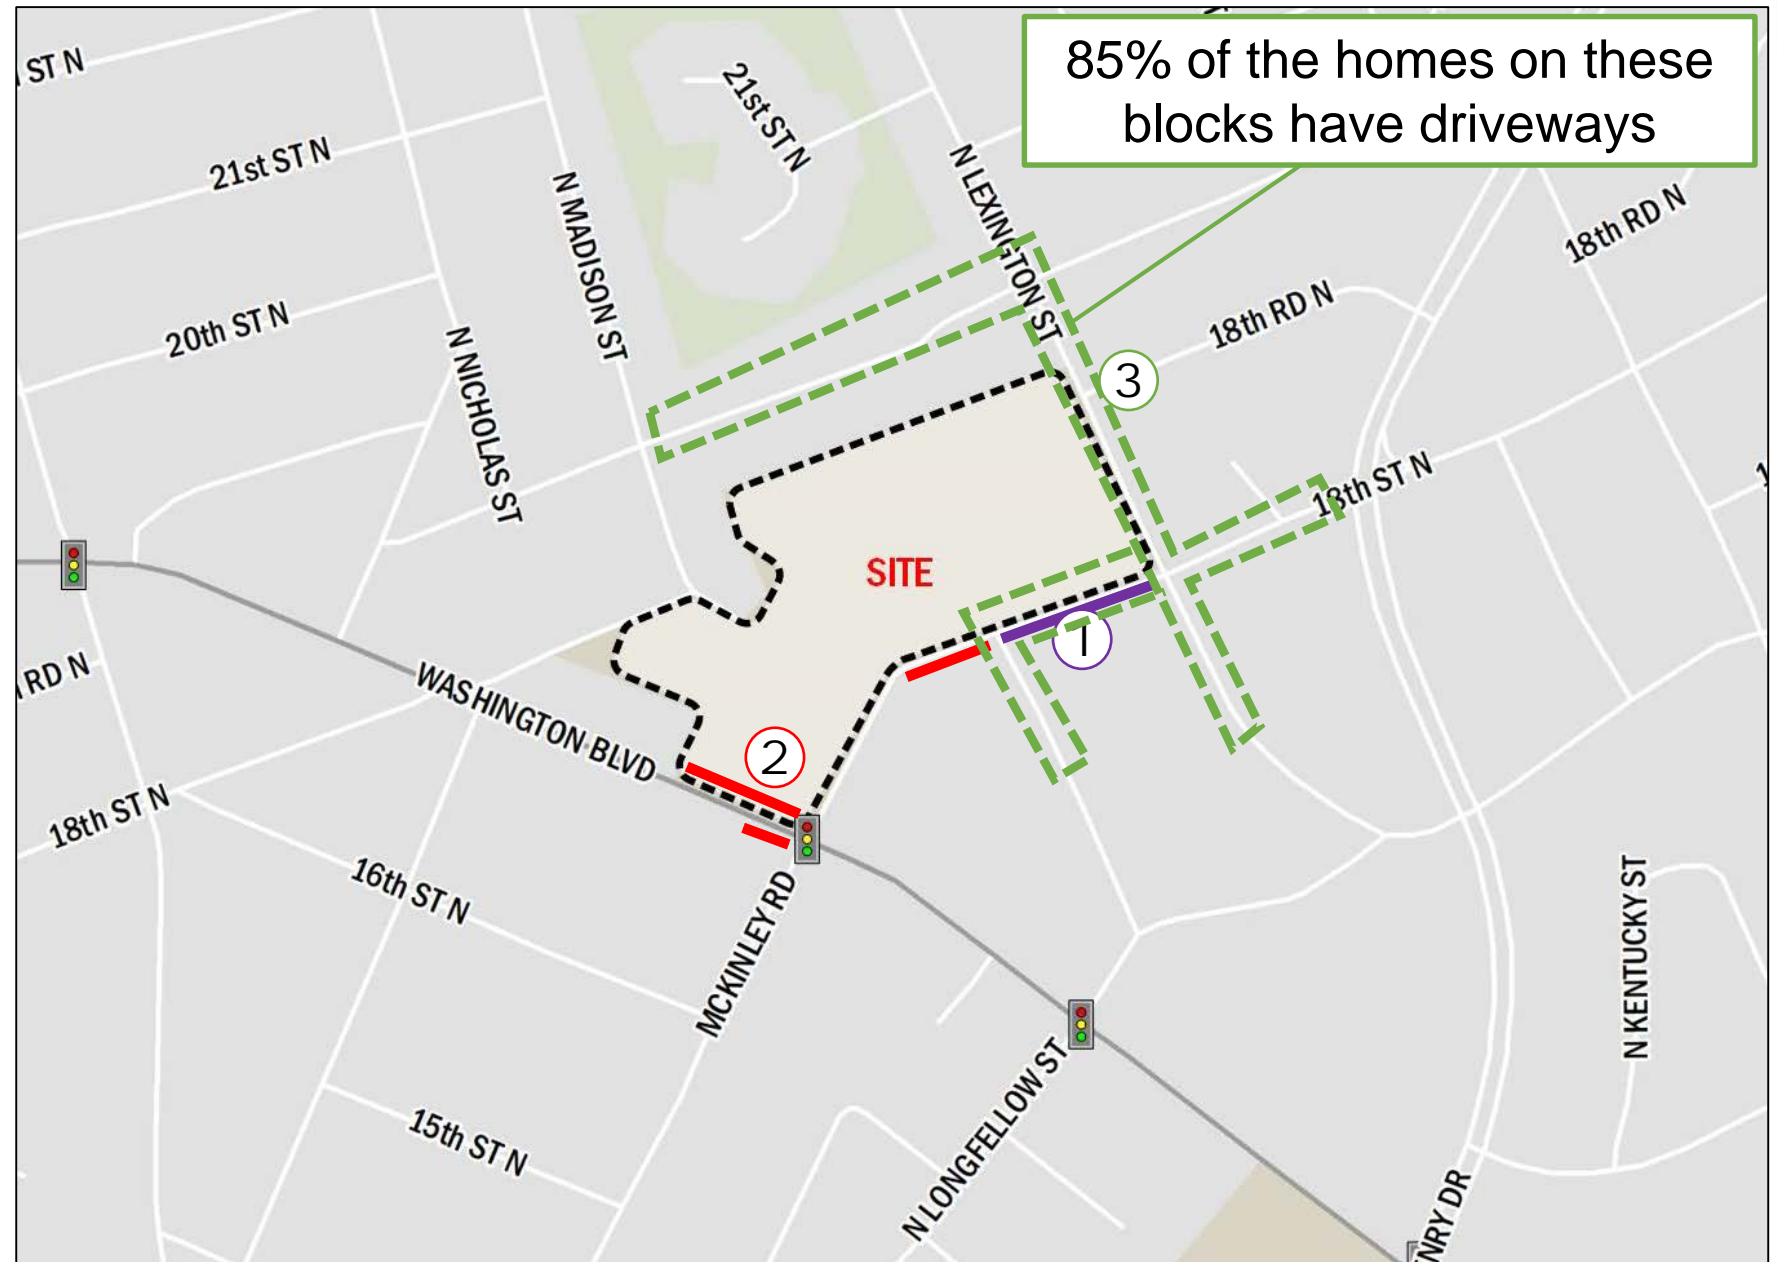 85% of the homes on these
blocks have driveways
ST N
21st ST N
21st ST N
N MADISON ST
N LEXINGTON ST
18th RD N
18th RD N
20th ST N
N NICHOLAS ST
3
18th ST N
SITE
1
RD N
WASHINGTON BLVD
2
18th ST N
16th ST N
MCKINLEY RD
N KENTUCKY ST
15th ST N
N LONGFELLOW ST
NRY DR